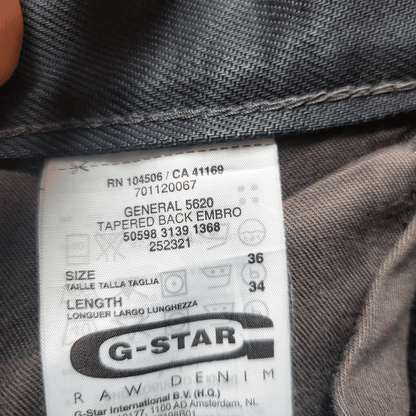 RN 104506 / CA 41169
701120067
GENERAL 5620
TAPERED BACK EMBRO
50598 3139 1368
252321
SIZE 36
TAILLE TALLA TAGLIA
LENGTH 34
LONGUER LARGO LUNGHEZZA
G-STAR
RAW DENIM
G-Star International B.V. (H.Q.)
1100 AD Amsterdam, NL